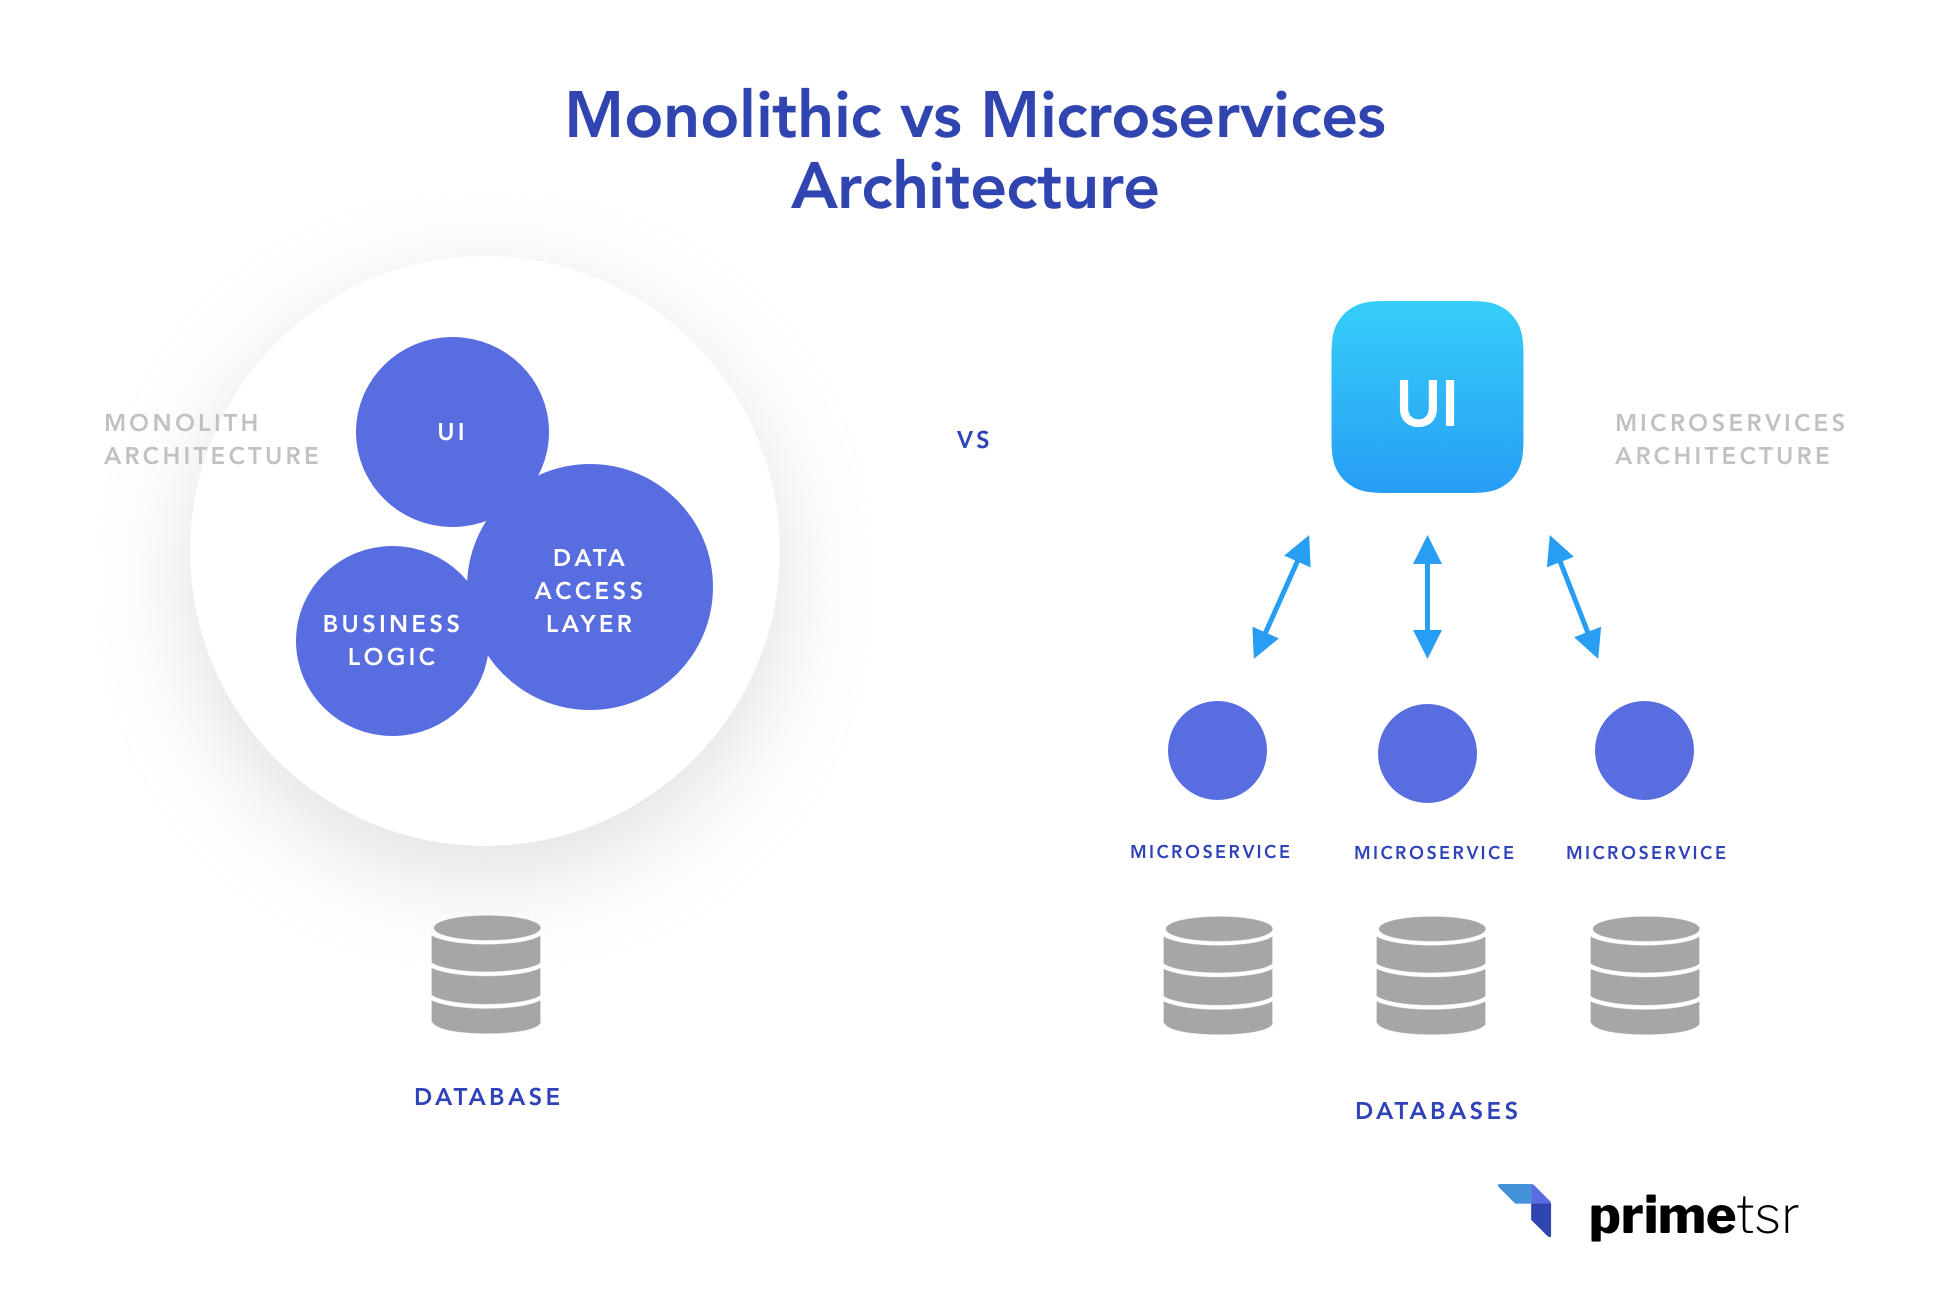 Monolithic vs Microservices
Architecture
MONOLITH
ARCHITECTURE
UI
DATA
ACCESS
LAYER
BUSINESS
LOGIC
DATABASE
VS
UI
MICROSERVICES
ARCHITECTURE
MICROSERVICE
MICROSERVICE
MICROSERVICE
DATABASES
primetsr